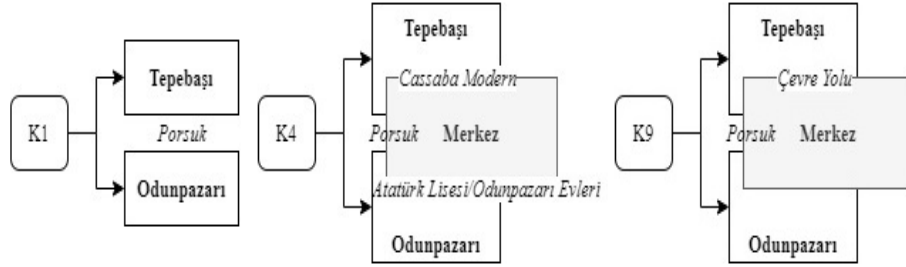 K1
Tepebaşı
Porsuk
Odunpazarı
K4
Tepebaşı
Cassaba Modern
Porsuk
Merkez
Atatürk Lisesi/Odunpazarı Evleri
Odunpazarı
K9
Tepebaşı
Çevre Yolu
Porsuk
Merkez
Odunpazarı